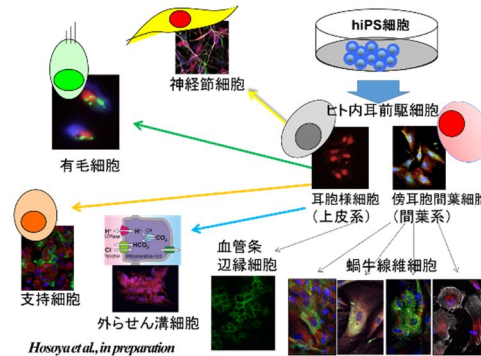 hiPS細胞
神経節細胞
ヒト内耳前駆細胞
有毛細胞
耳胞様細胞
(上皮系)
傍耳胞間葉細胞
(間葉系)
H⁺
H⁺
CO₂
HCO₃⁻
Cl⁻
支持細胞
外らせん溝細胞
血管条
辺縁細胞
蝸牛線維細胞
Hosoya et al., in preparation